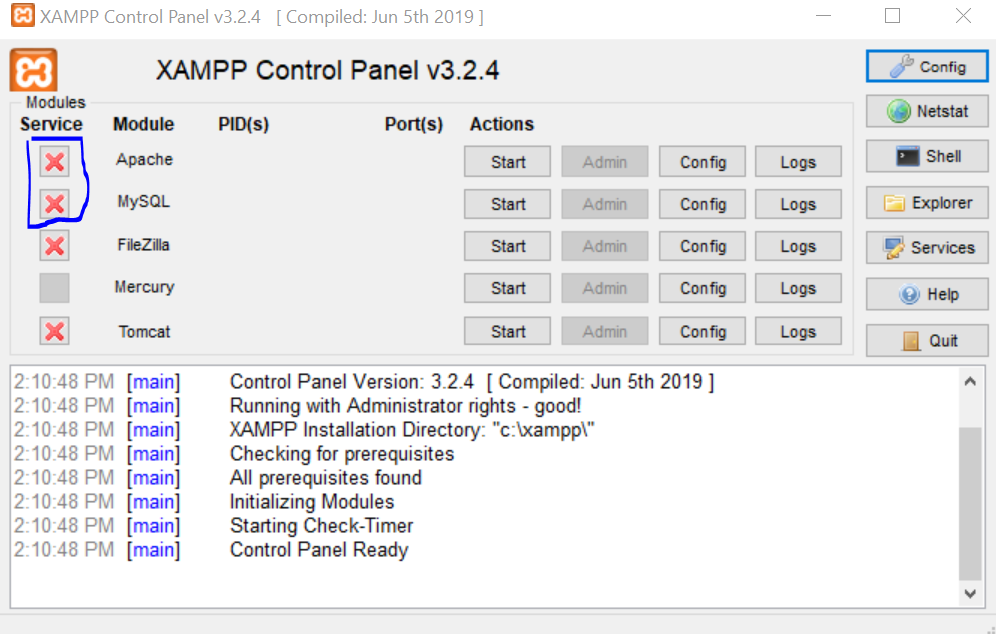 XAMPP Control Panel v3.2.4 [ Compiled: Jun 5th 2019 ]
XAMPP Control Panel v3.2.4
Config
Modules
Service Module PID(s) Port(s) Actions
Netstat
Apache Start Admin Config Logs
Shell
MySQL Start Admin Config Logs
Explorer
FileZilla Start Admin Config Logs
Services
Mercury Start Admin Config Logs
Help
Tomcat Start Admin Config Logs
Quit
2:10:48 PM [main] Control Panel Version: 3.2.4 [ Compiled: Jun 5th 2019 ]
2:10:48 PM [main] Running with Administrator rights - good!
2:10:48 PM [main] XAMPP Installation Directory: "c:\xampp\"
2:10:48 PM [main] Checking for prerequisites
2:10:48 PM [main] All prerequisites found
2:10:48 PM [main] Initializing Modules
2:10:48 PM [main] Starting Check-Timer
2:10:48 PM [main] Control Panel Ready